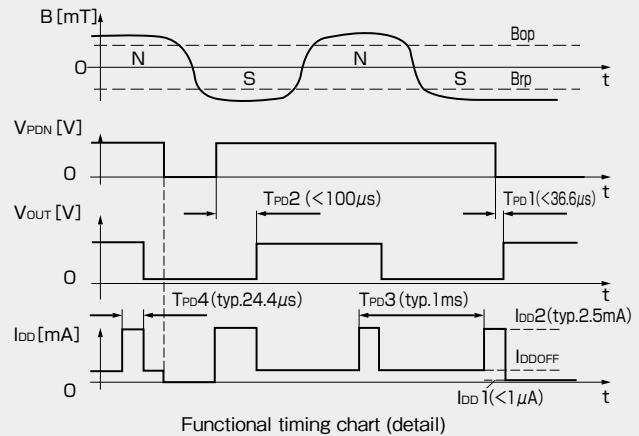 B [mT]
Bop
0
N
S
N
S
Brp
t
VPDN [V]
0
t
TPD2 (<100μs)
TPD1(<36.6μs)
VOUT [V]
0
t
TPD4 (typ.24.4μs)
TPD3 (typ.1ms)
IDD2 (typ.2.5mA)
IDD [mA]
IDDOFF
0
IDD1(<1μA)
t
Functional timing chart (detail)